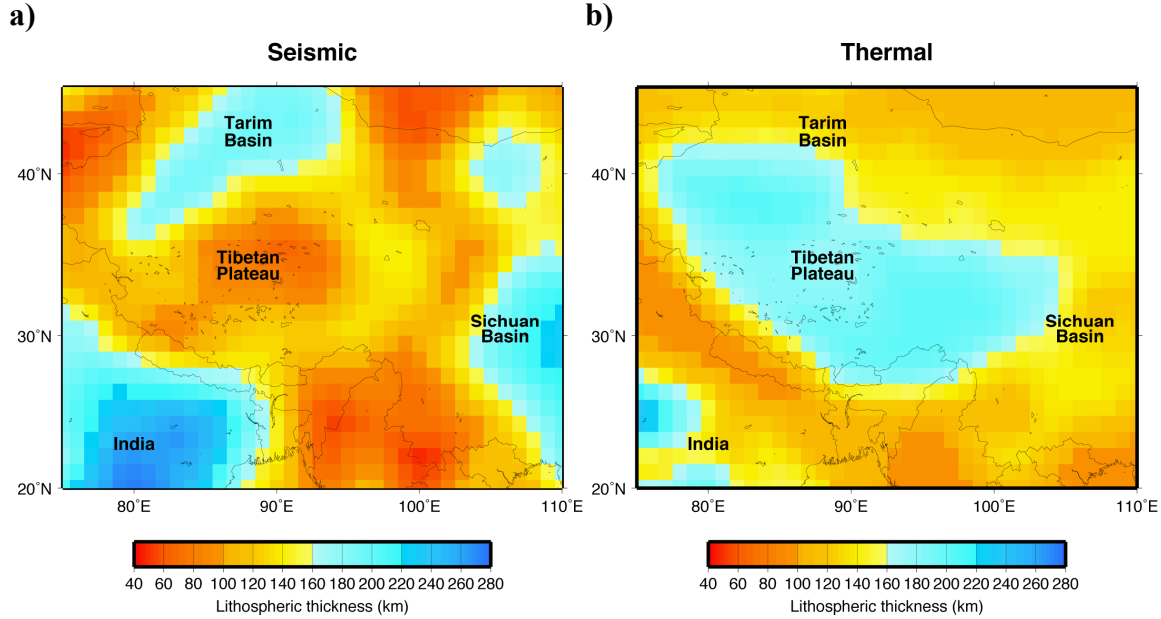 a)
Seismic
Tarim
Basin
40°N
Tibetan
Plateau
30°N
Sichuan
Basin
India
20°N
80°E 90°E 100°E 110°E
40 60 80 100 120 140 160 180 200 220 240 260 280
Lithospheric thickness (km)
b)
Thermal
Tarim
Basin
40°N
Tibetan
Plateau
30°N
Sichuan
Basin
India
20°N
80°E 90°E 100°E 110°E
40 60 80 100 120 140 160 180 200 220 240 260 280
Lithospheric thickness (km)